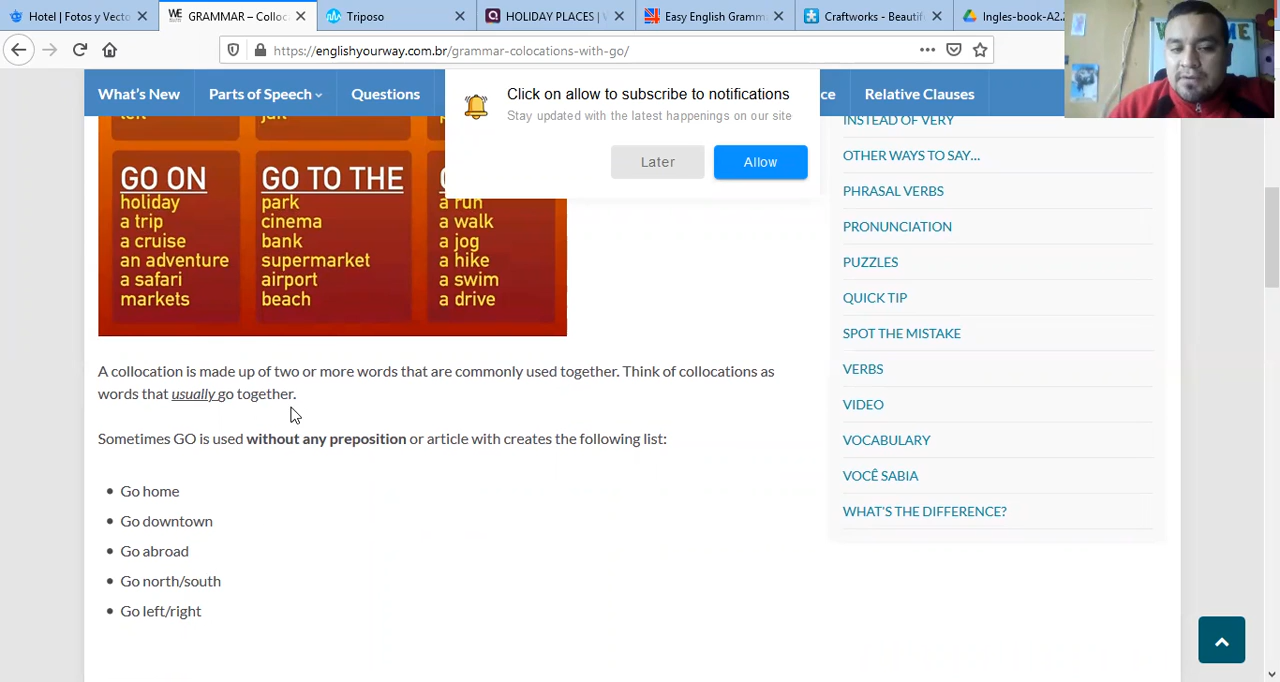 Hotel | Fotos y Vecto
GRAMMAR – Colloc
Triposo
HOLIDAY PLACES | V
Easy English Gramm
Craftworks - Beautif
Ingles-book-A2.2
https://englishyourway.com.br/grammar-colocations-with-go/
What's New
Parts of Speech
Questions
Relative Clauses
Click on allow to subscribe to notifications
Stay updated with the latest happenings on our site
Later
Allow
GO ON
holiday
a trip
a cruise
an adventure
a safari
markets
GO TO THE
park
cinema
bank
supermarket
airport
beach
a run
a walk
a jog
a hike
a swim
a drive
A collocation is made up of two or more words that are commonly used together. Think of collocations as
words that usually go together.
Sometimes GO is used without any preposition or article with creates the following list:
Go home
Go downtown
Go abroad
Go north/south
Go left/right
INSTEAD OF VERY
OTHER WAYS TO SAY…
PHRASAL VERBS
PRONUNCIATION
PUZZLES
QUICK TIP
SPOT THE MISTAKE
VERBS
VIDEO
VOCABULARY
VOCÊ SABIA
WHAT'S THE DIFFERENCE?